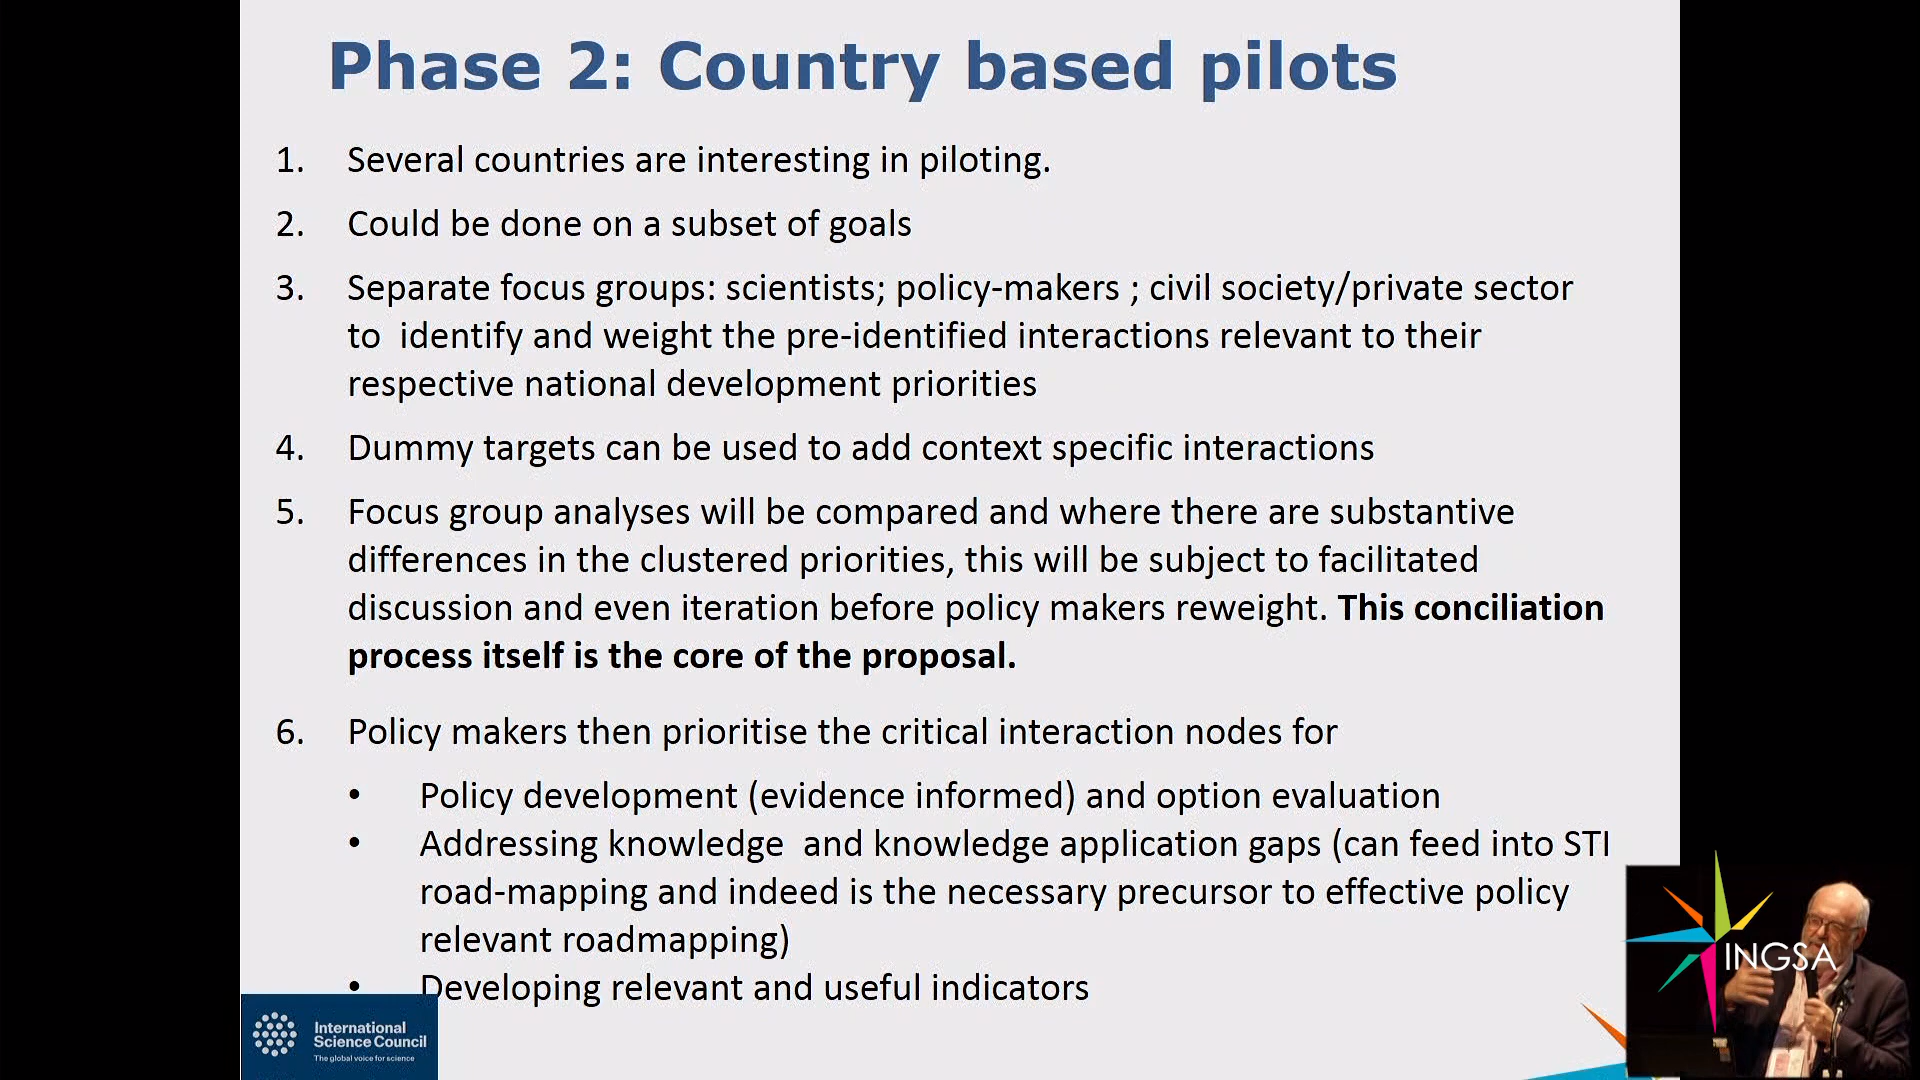 Phase 2: Country based pilots
1. Several countries are interesting in piloting.
2. Could be done on a subset of goals
3. Separate focus groups: scientists; policy-makers ; civil society/private sector
to  identify and weight the pre-identified interactions relevant to their
respective national development priorities
4. Dummy targets can be used to add context specific interactions
5. Focus group analyses will be compared and where there are substantive
differences in the clustered priorities, this will be subject to facilitated
discussion and even iteration before policy makers reweight. This conciliation
process itself is the core of the proposal.
6. Policy makers then prioritise the critical interaction nodes for
• Policy development (evidence informed) and option evaluation
• Addressing knowledge  and knowledge application gaps (can feed into STI
road-mapping and indeed is the necessary precursor to effective policy
relevant roadmapping)
• Developing relevant and useful indicators
International
Science Council
The global voice for science
INGSA